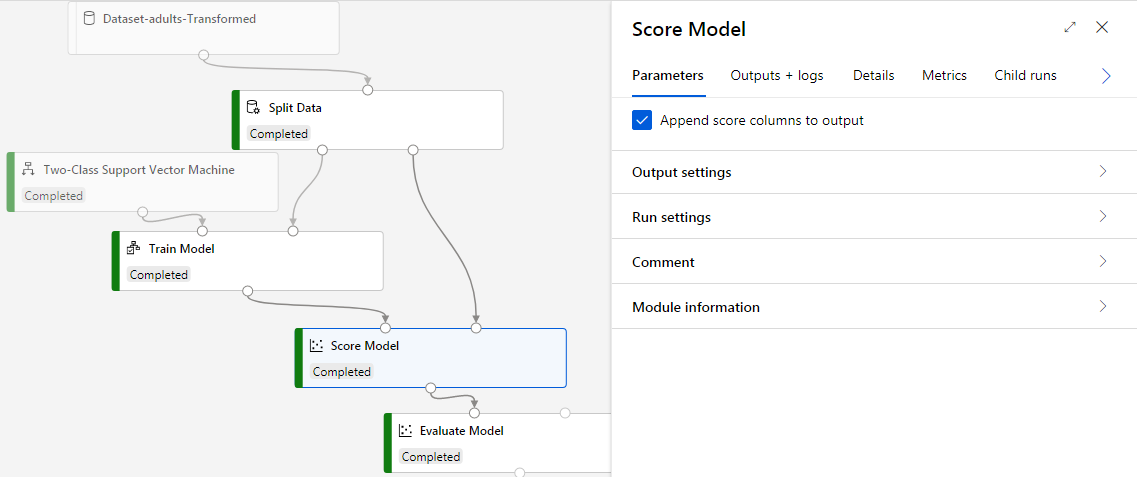 Dataset-adults-Transformed
Split Data
Completed
Two-Class Support Vector Machine
Completed
Train Model
Completed
Score Model
Completed
Evaluate Model
Completed
Score Model
Parameters Outputs + logs Details Metrics Child runs
Append score columns to output
Output settings
Run settings
Comment
Module information